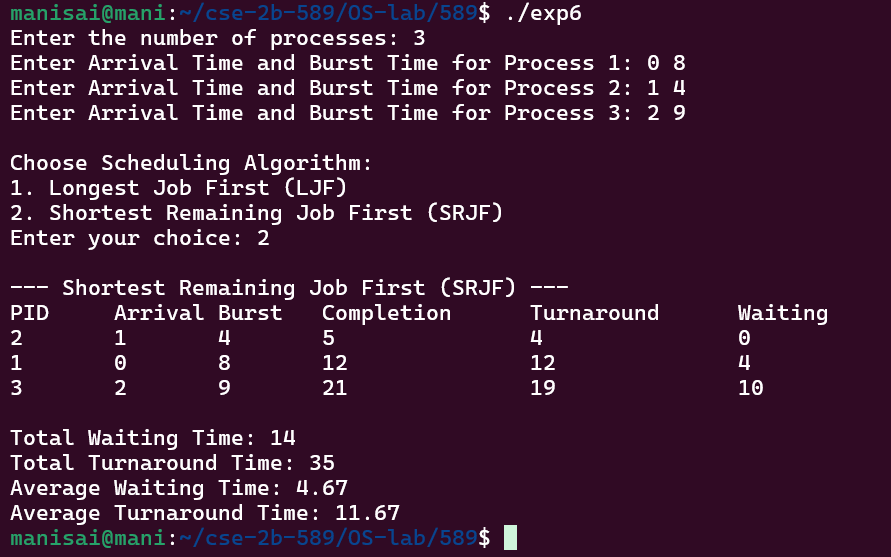 manisai@mani:~/cse-2b-589/OS-lab/589$ ./exp6
Enter the number of processes: 3
Enter Arrival Time and Burst Time for Process 1: 0 8
Enter Arrival Time and Burst Time for Process 2: 1 4
Enter Arrival Time and Burst Time for Process 3: 2 9

Choose Scheduling Algorithm:
1. Longest Job First (LJF)
2. Shortest Remaining Job First (SRJF)
Enter your choice: 2

--- Shortest Remaining Job First (SRJF) ---
PID     Arrival Burst   Completion      Turnaround      Waiting
2       1       4       5               4               0
1       0       8       12              12              4
3       2       9       21              19              10

Total Waiting Time: 14
Total Turnaround Time: 35
Average Waiting Time: 4.67
Average Turnaround Time: 11.67
manisai@mani:~/cse-2b-589/OS-lab/589$